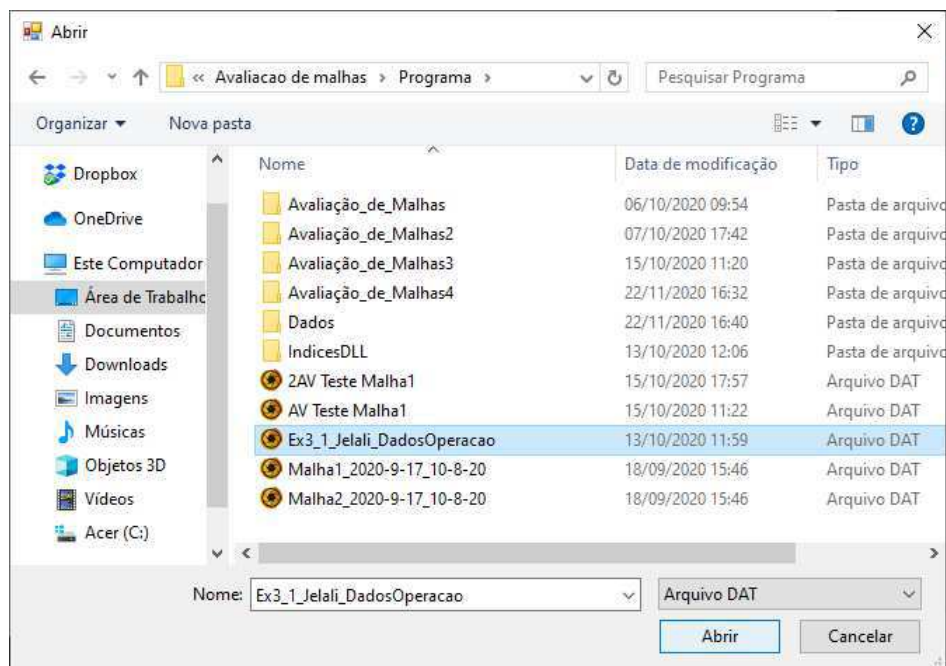 Abrir
« Avaliacao de malhas › Programa ›
Pesquisar Programa
Organizar
Nova pasta
Dropbox
OneDrive
Este Computador
Área de Trabalho
Documentos
Downloads
Imagens
Músicas
Objetos 3D
Vídeos
Acer (C:)
Nome Data de modificação Tipo
Avaliação_de_Malhas 06/10/2020 09:54 Pasta de arquivo
Avaliação_de_Malhas2 07/10/2020 17:42 Pasta de arquivo
Avaliação_de_Malhas3 15/10/2020 11:20 Pasta de arquivo
Avaliação_de_Malhas4 22/11/2020 16:32 Pasta de arquivo
Dados 22/11/2020 16:40 Pasta de arquivo
IndicesDLL 13/10/2020 12:06 Pasta de arquivo
2AV Teste Malha1 15/10/2020 17:57 Arquivo DAT
AV Teste Malha1 15/10/2020 11:22 Arquivo DAT
Ex3_1_Jelali_DadosOperacao 13/10/2020 11:59 Arquivo DAT
Malha1_2020-9-17_10-8-20 18/09/2020 15:46 Arquivo DAT
Malha2_2020-9-17_10-8-20 18/09/2020 15:46 Arquivo DAT
Nome: Ex3_1_Jelali_DadosOperacao Arquivo DAT
Abrir Cancelar